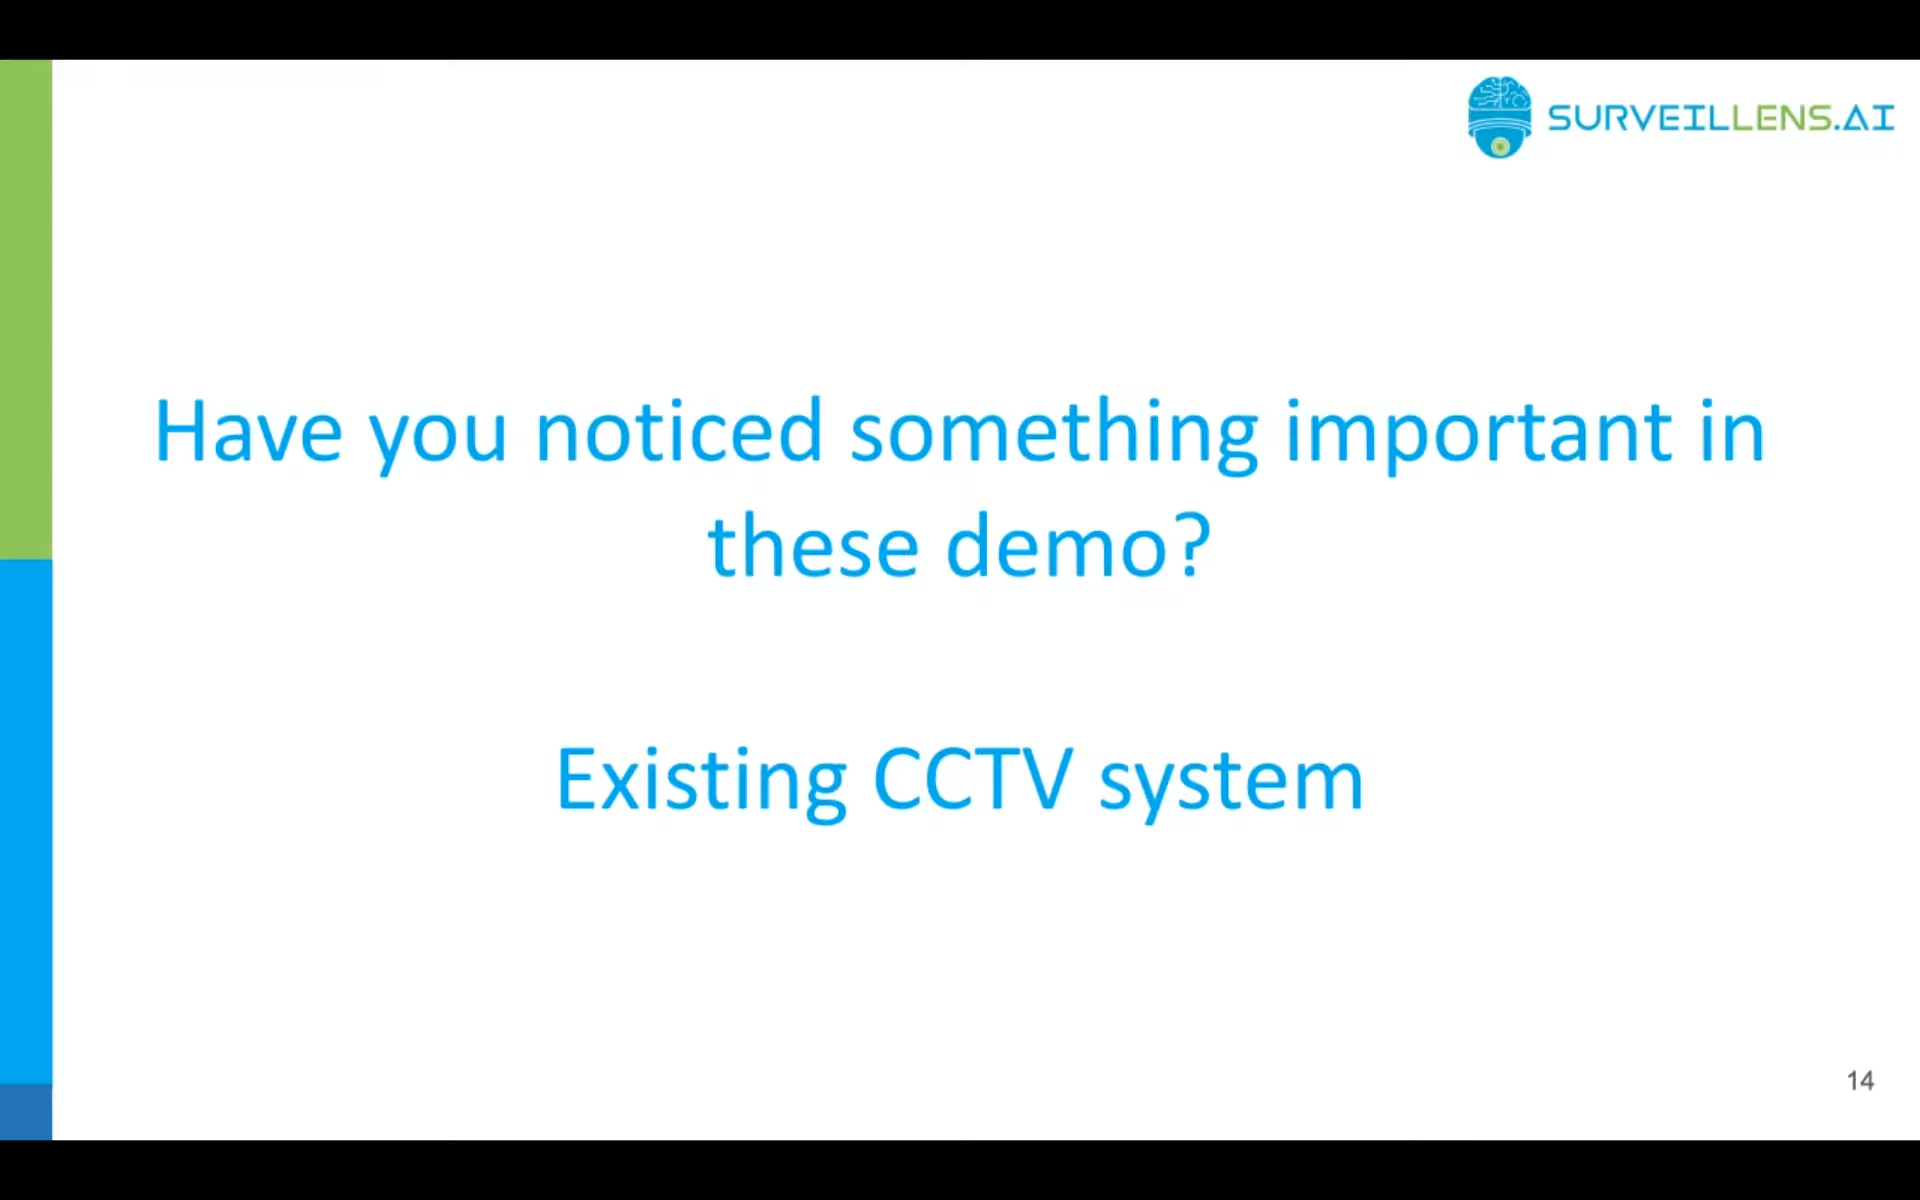 SURVEILLENS.AI
Have you noticed something important in
these demo?
Existing CCTV system
14